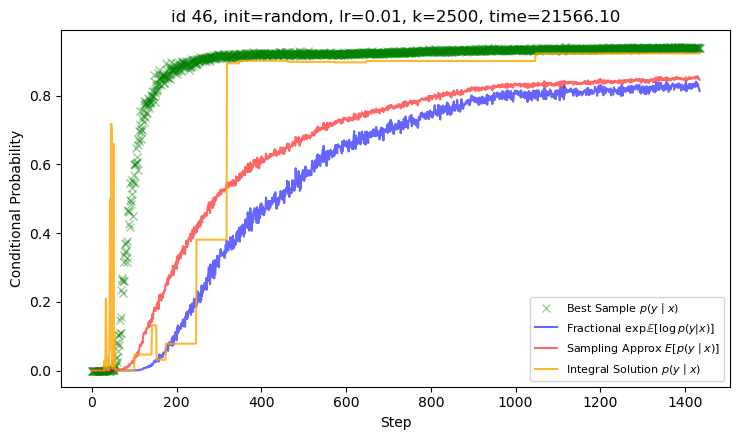 id 46, init=random, lr=0.01, k=2500, time=21566.10
Conditional Probability
0.8
0.6
0.4
0.2
0.0
Best Sample p(y | x)
Fractional exp 𝔼[log p(y|x)]
Sampling Approx E[p(y | x)]
Integral Solution p(y | x)
0 200 400 600 800 1000 1200 1400
Step